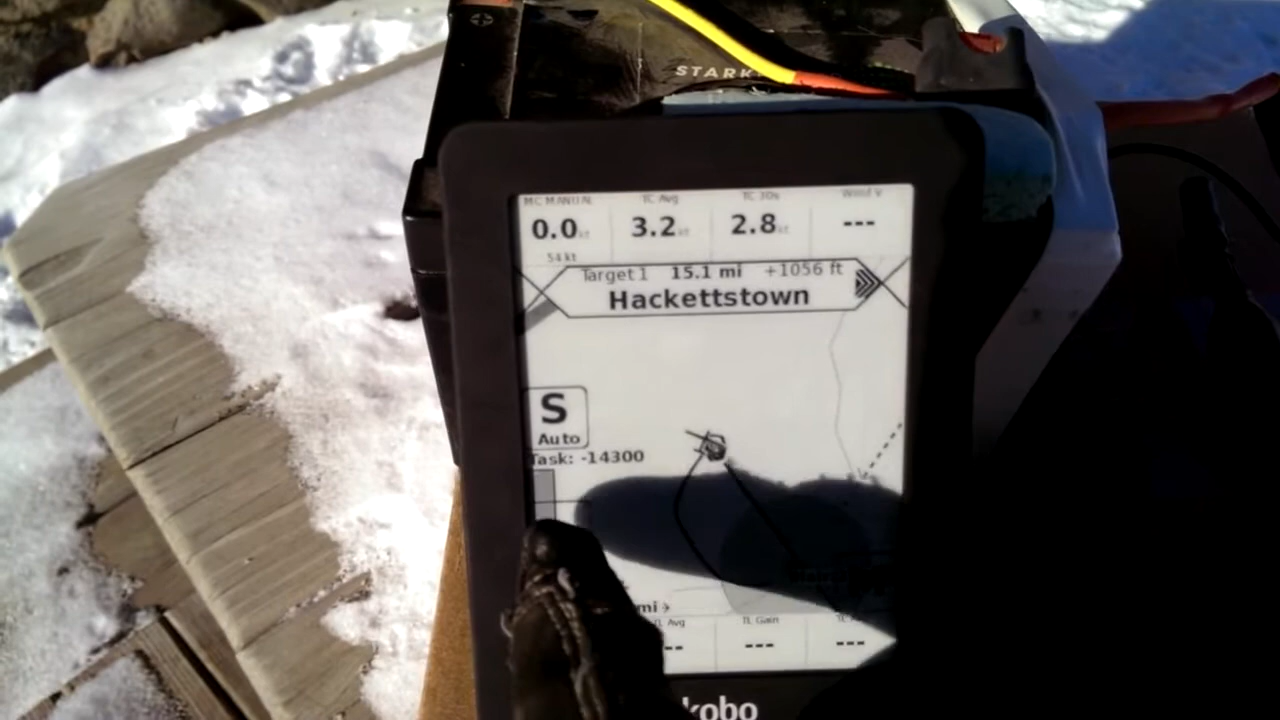 STARK
MC MANUAL TC Avg TC 30s Wind V
0.0 kt 3.2 kt 2.8 kt ---
54 kt
Target 1 15.1 mi +1056 ft
Hackettstown
S
Auto
Task: -14300
mi
Avg TL Gain
-- --- ---
kobo